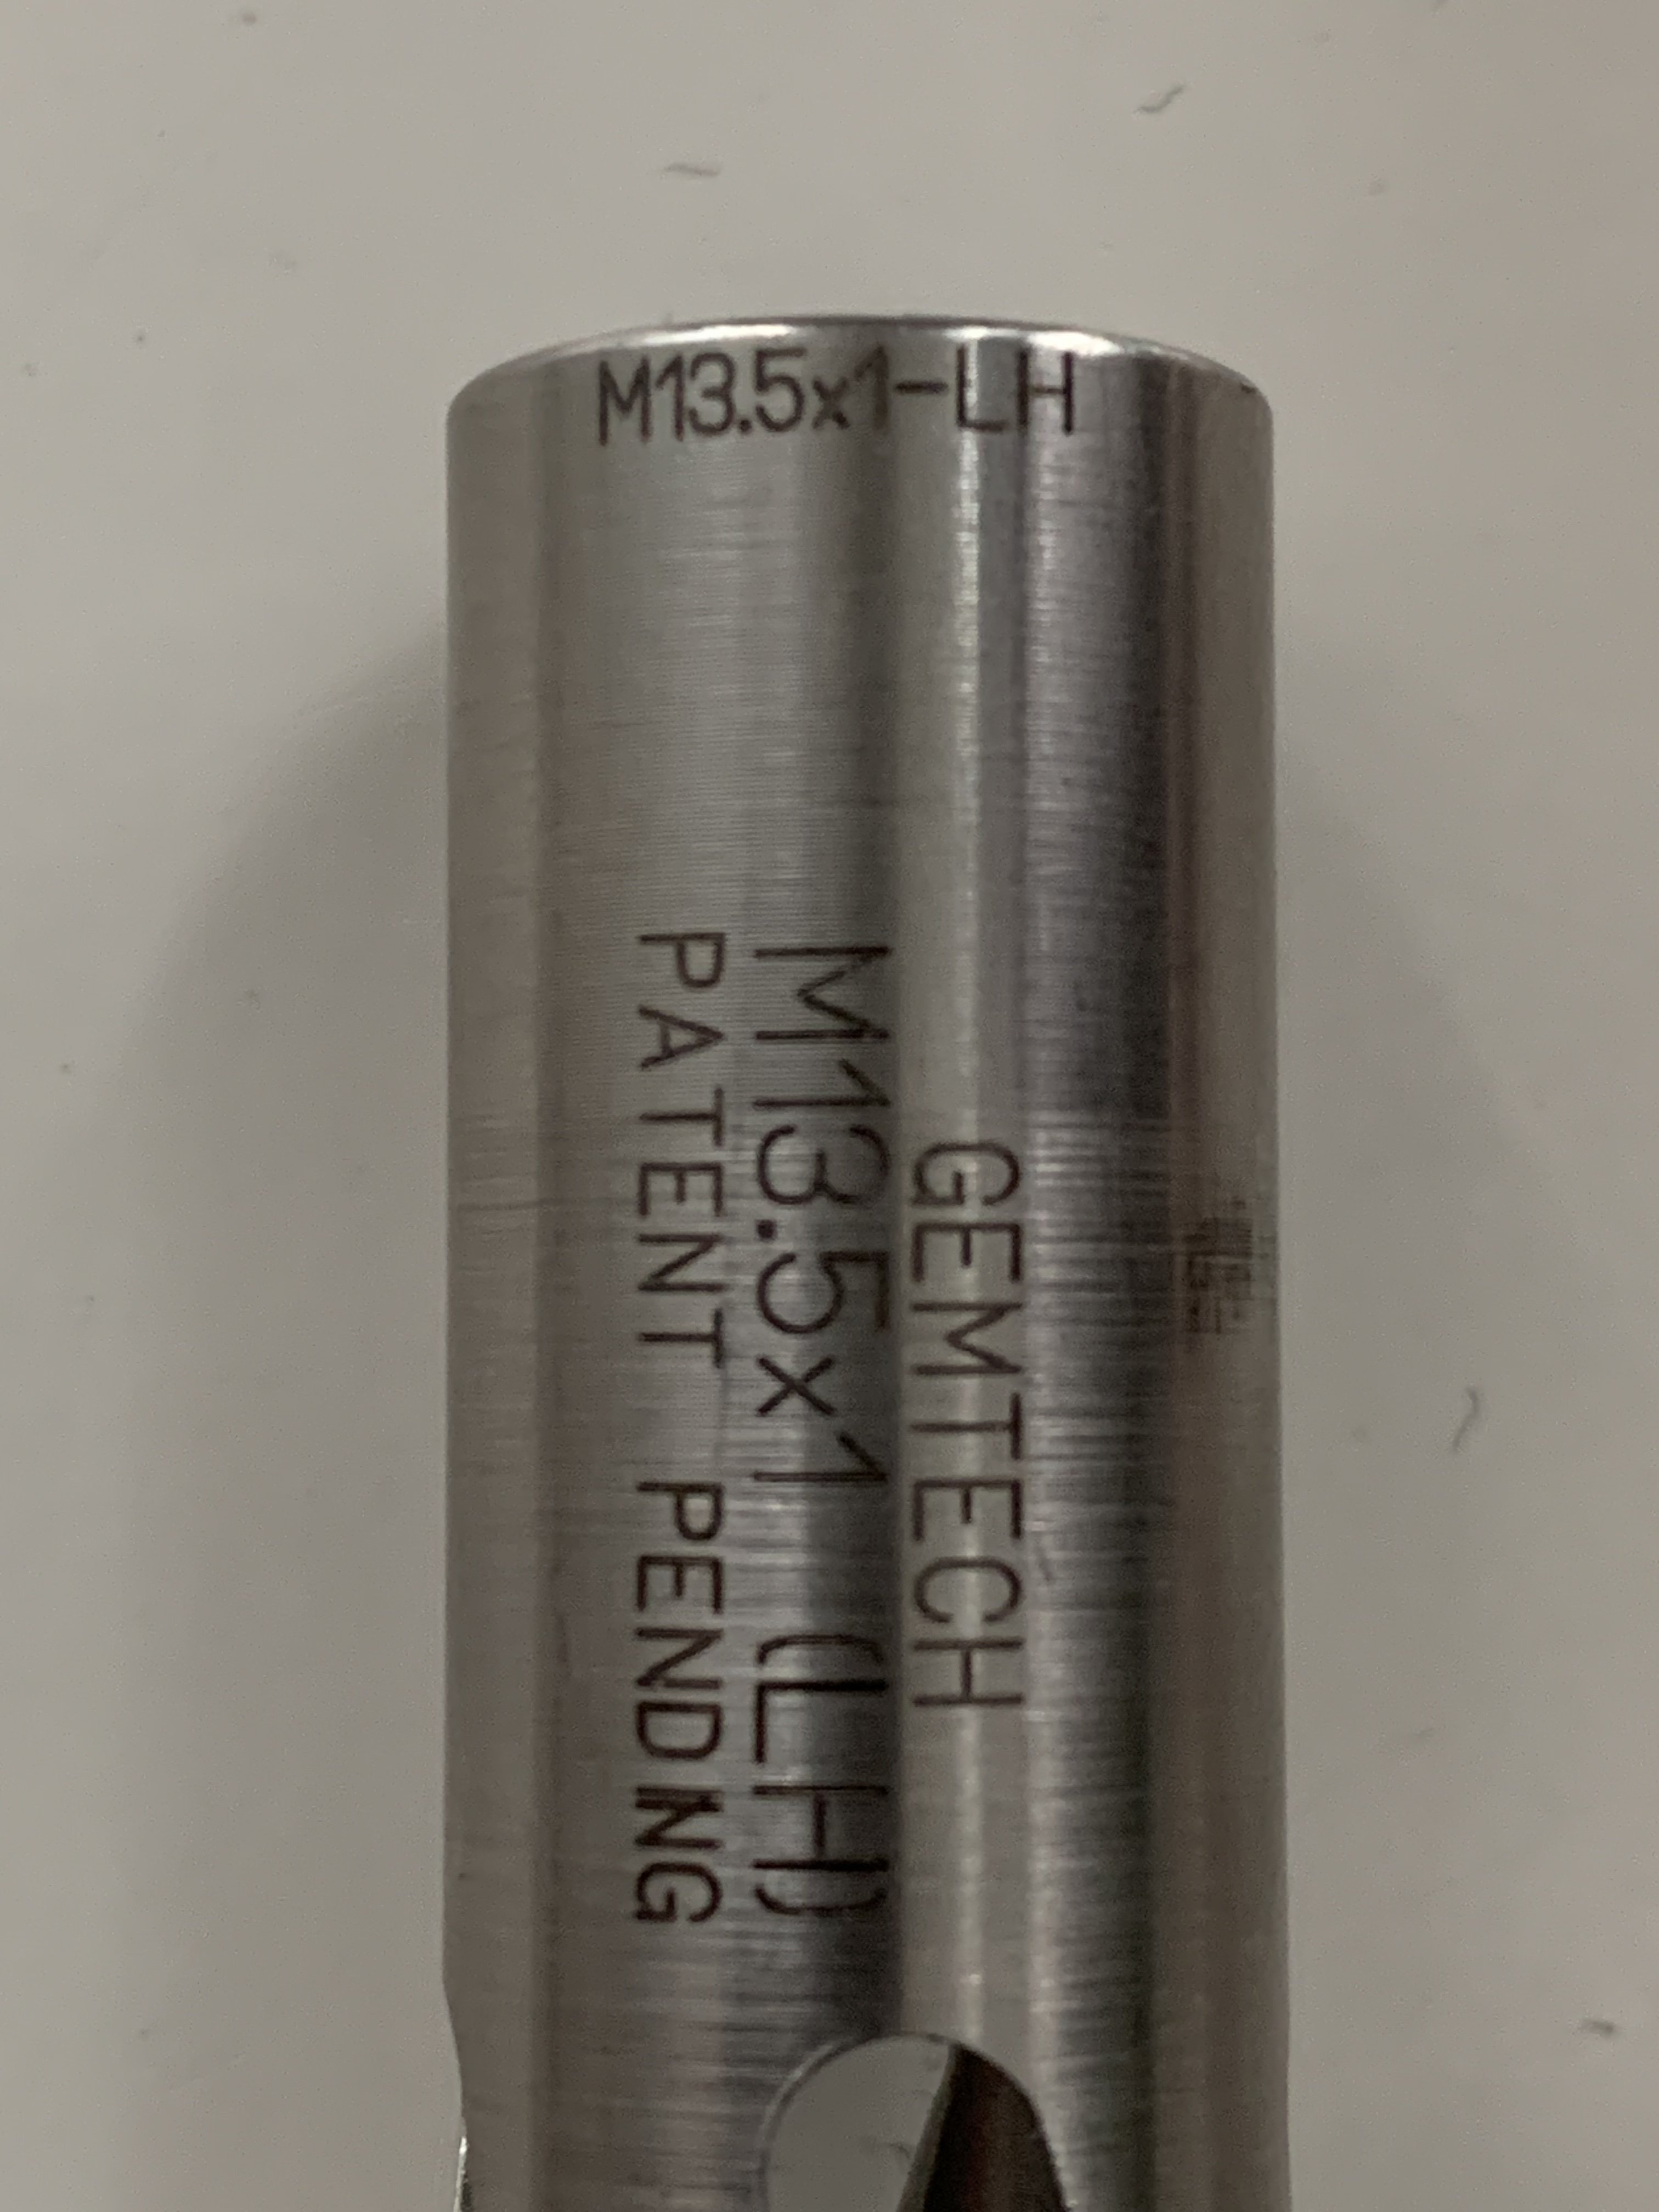 M13.5x1-LH
GEMTECH
M13.5x1 (LH)
PATENT PENDING